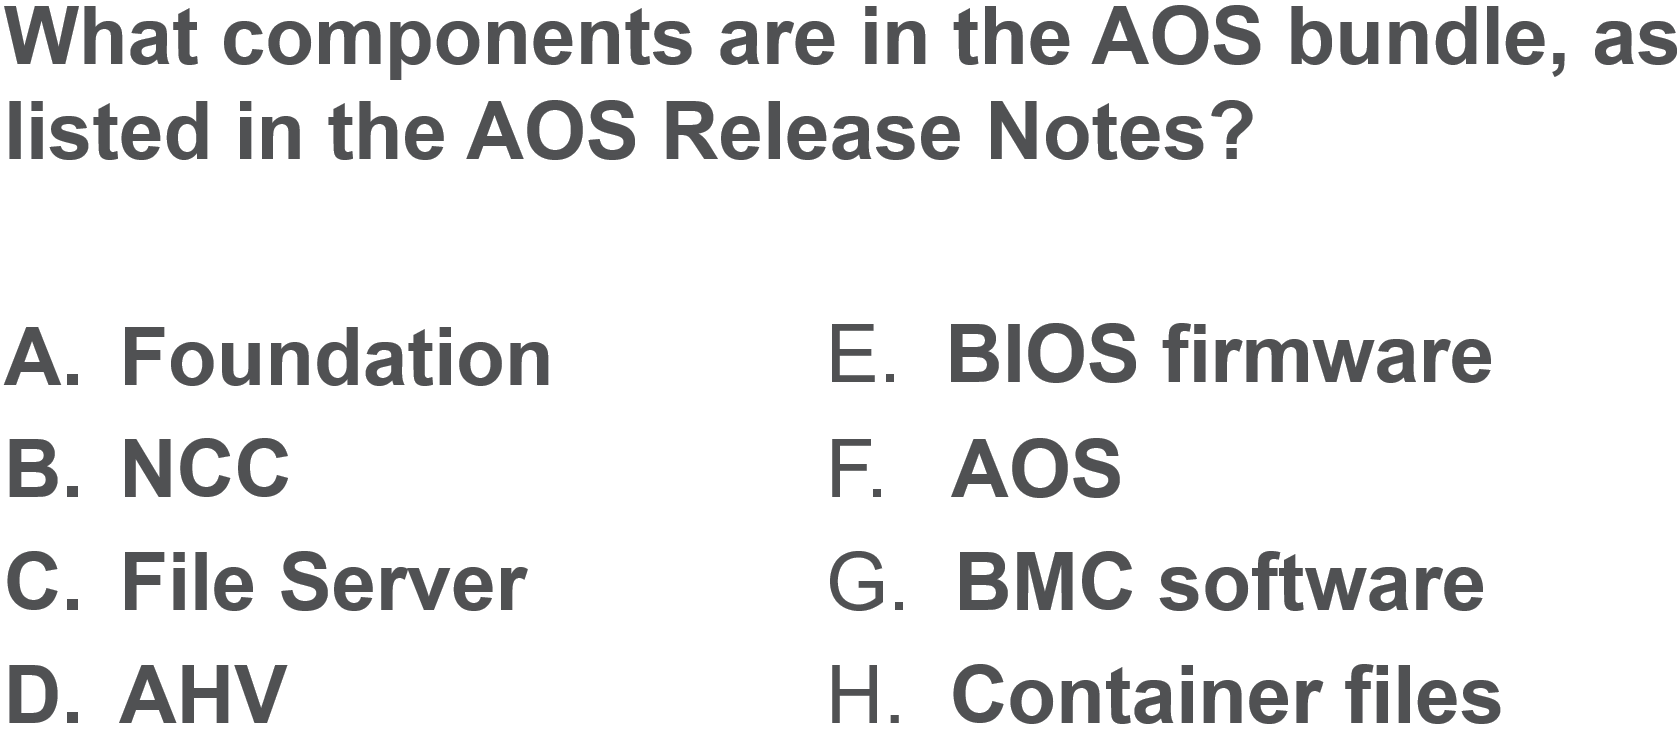 What components are in the AOS bundle, as
listed in the AOS Release Notes?
A. Foundation
B. NCC
C. File Server
D. AHV
E. BIOS firmware
F. AOS
G. BMC software
H. Container files